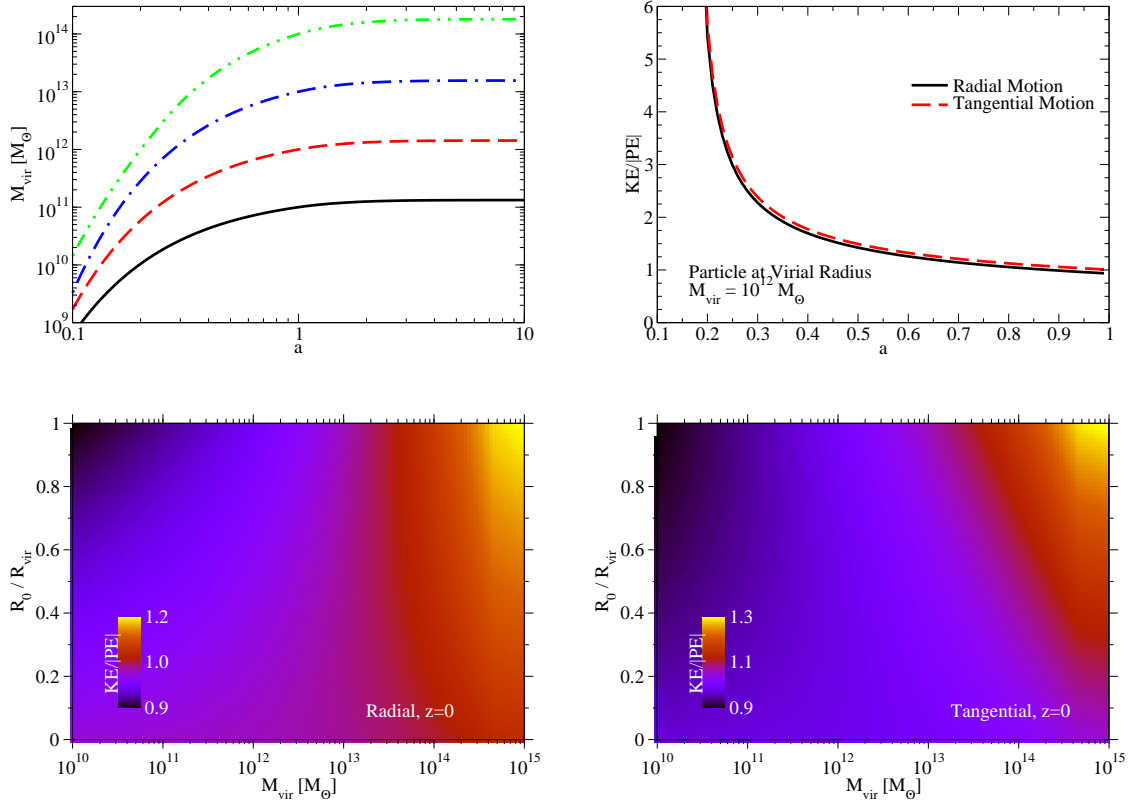 10^14
10^13
10^12
10^11
10^10
10^9
M_vir [M_⊙]
0.1 1 10
a
6
5
4
3
2
1
0
KE/|PE|
Radial Motion
Tangential Motion
Particle at Virial Radius
M_vir = 10^12 M_⊙
0.1 0.2 0.3 0.4 0.5 0.6 0.7 0.8 0.9 1
a
1
0.8
0.6
0.4
0.2
0
R_0 / R_vir
KE/|PE|
1.2
1.0
0.9
Radial, z=0
10^10 10^11 10^12 10^13 10^14 10^15
M_vir [M_⊙]
1
0.8
0.6
0.4
0.2
0
R_0 / R_vir
KE/|PE|
1.3
1.1
0.9
Tangential, z=0
10^10 10^11 10^12 10^13 10^14 10^15
M_vir [M_⊙]